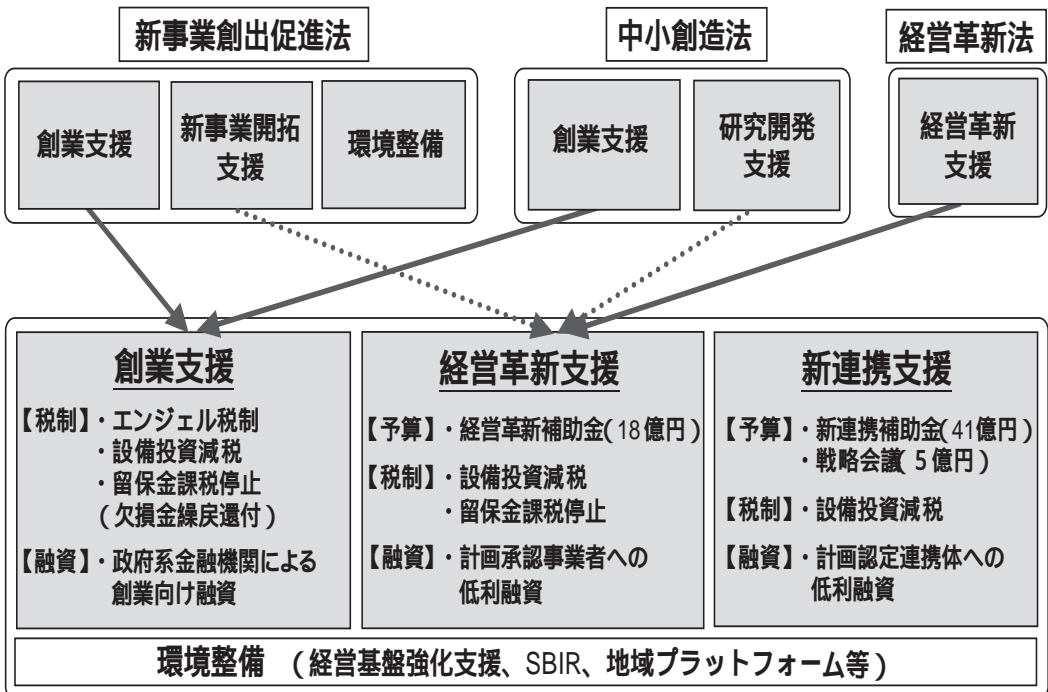 新事業創出促進法
中小創造法
経営革新法
創業支援
新事業開拓
支援
環境整備
創業支援
研究開発
支援
経営革新
支援
創業支援
【税制】・エンジェル税制
・設備投資減税
・留保金課税停止
(欠損金繰戻還付)
【融資】・政府系金融機関による
創業向け融資
経営革新支援
【予算】・経営革新補助金(18億円)
【税制】・設備投資減税
・留保金課税停止
【融資】・計画承認事業者への
低利融資
新連携支援
【予算】・新連携補助金(41億円)
・戦略会議(5億円)
【税制】・設備投資減税
【融資】・計画認定連携体への
低利融資
環境整備 (経営基盤強化支援、SBIR、地域プラットフォーム等)